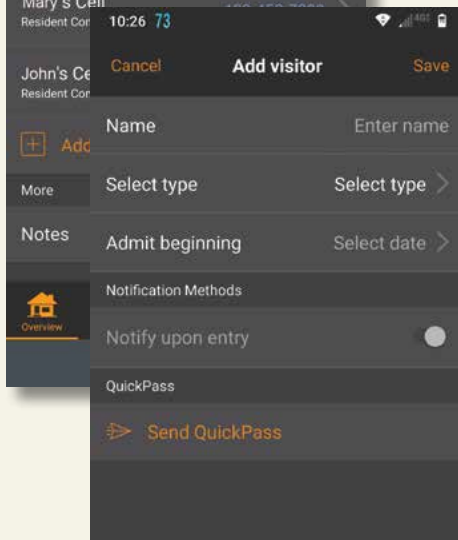 Mary's Cell
Resident Con
John's Ce
Resident Con
Add
More
Notes
Overview
10:26 73
Cancel Add visitor Save
Name Enter name
Select type Select type
Admit beginning Select date
Notification Methods
Notify upon entry
QuickPass
Send QuickPass